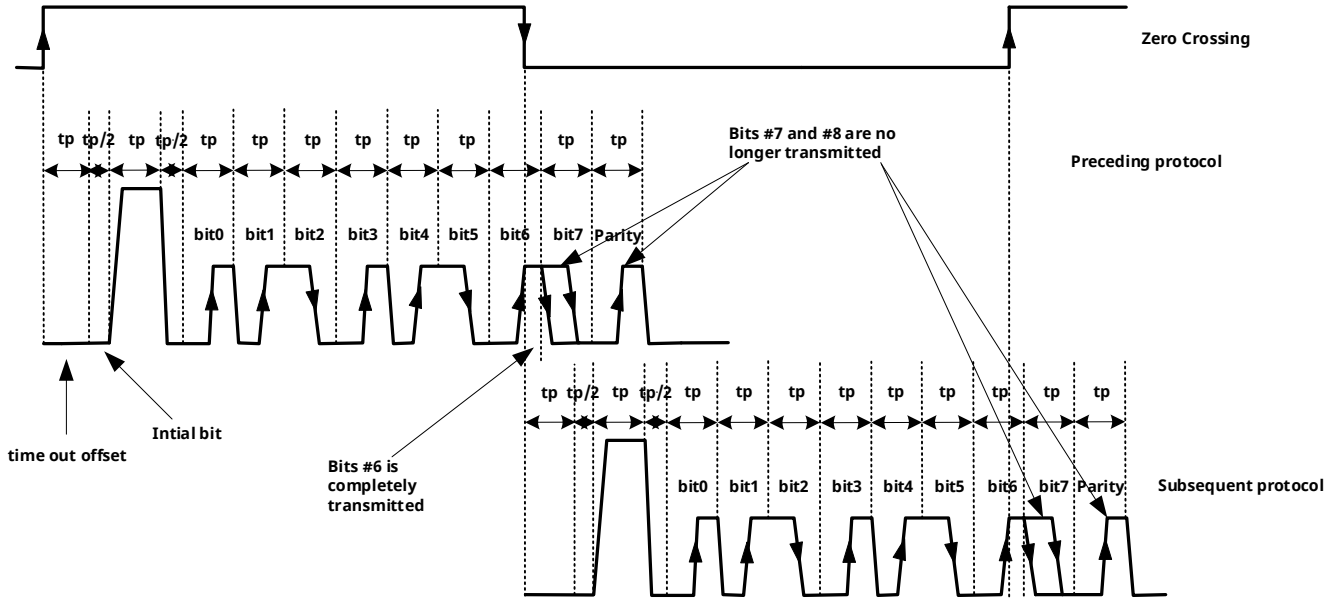 Zero Crossing
tp tp/2 tp tp/2 tp tp tp tp tp tp tp tp
Bits #7 and #8 are no
longer transmitted
Preceding protocol
bit0 bit1 bit2 bit3 bit4 bit5 bit6 bit7 Parity
tp tp/2 tp tp/2 tp tp tp tp tp tp tp tp tp
Intial bit
time out offset
Bits #6 is
completely
transmitted
bit0 bit1 bit2 bit3 bit4 bit5 bit6 bit7 Parity
Subsequent protocol